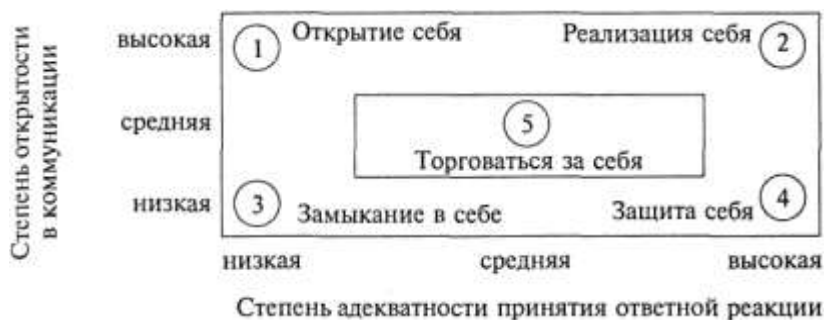 Степень открытости
в коммуникации
высокая
1 Открытие себя
Реализация себя 2
средняя
5
Торговаться за себя
низкая
3 Замыкание в себе
Защита себя 4
низкая средняя высокая
Степень адекватности принятия ответной реакции